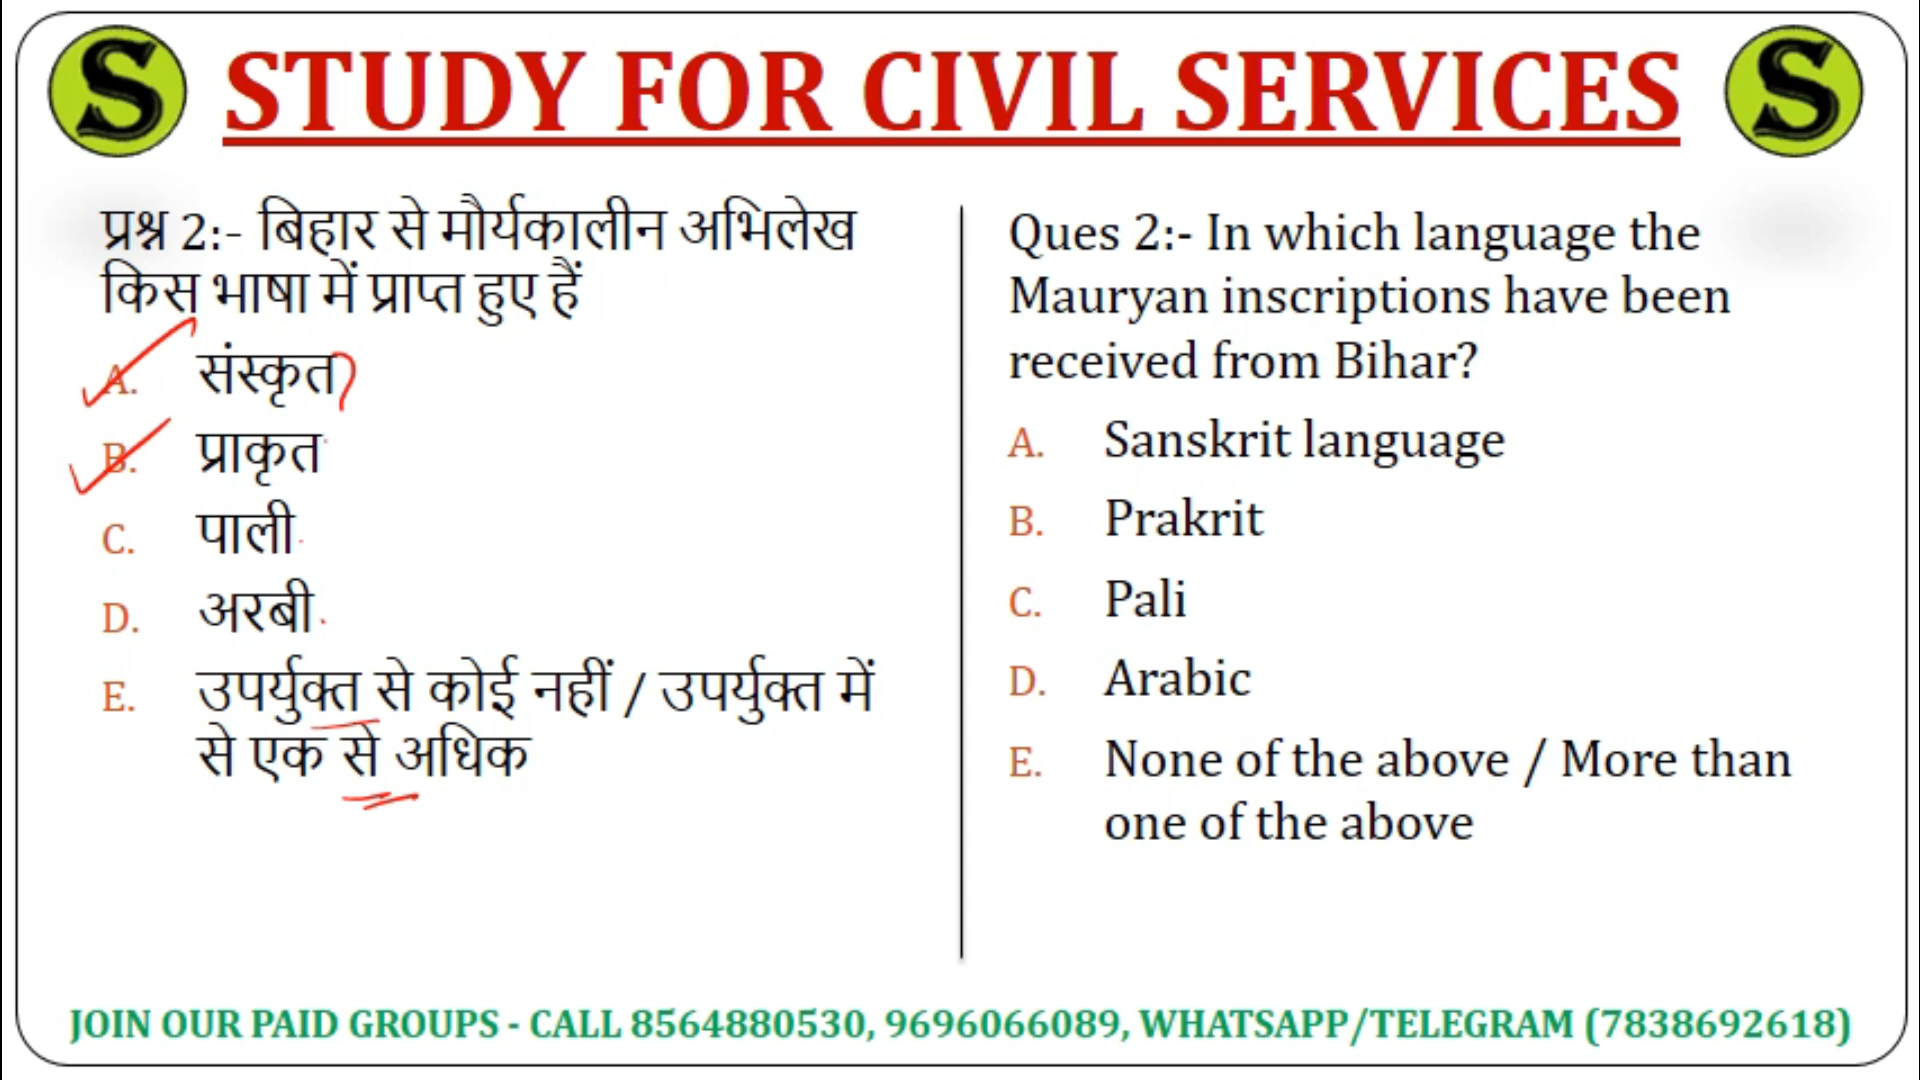 S STUDY FOR CIVIL SERVICES S
प्रश्न 2:- बिहार से मौर्यकालीन अभिलेख
किस भाषा में प्राप्त हुए हैं
A. संस्कृत
B. प्राकृत
C. पाली
D. अरबी
E. उपर्युक्त से कोई नहीं / उपर्युक्त में
से एक से अधिक
Ques 2:- In which language the
Mauryan inscriptions have been
received from Bihar?
A. Sanskrit language
B. Prakrit
C. Pali
D. Arabic
E. None of the above / More than
one of the above
JOIN OUR PAID GROUPS - CALL 8564880530, 9696066089, WHATSAPP/TELEGRAM (7838692618)